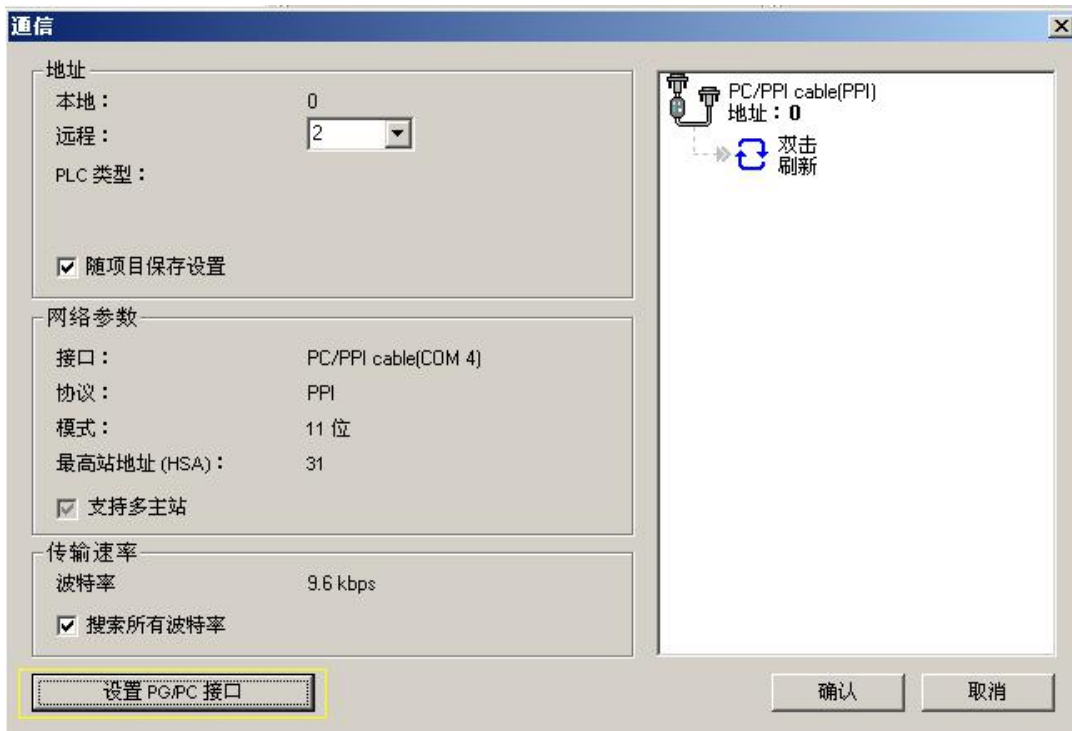 通信
地址
本地： 0
远程： 2
PLC 类型：
随项目保存设置
网络参数
接口： PC/PPI cable(COM 4)
协议： PPI
模式： 11 位
最高站地址 (HSA)： 31
支持多主站
传输速率
波特率 9.6 kbps
搜索所有波特率
PC/PPI cable(PPI)
地址：0
双击
刷新
设置 PG/PC 接口
确认
取消